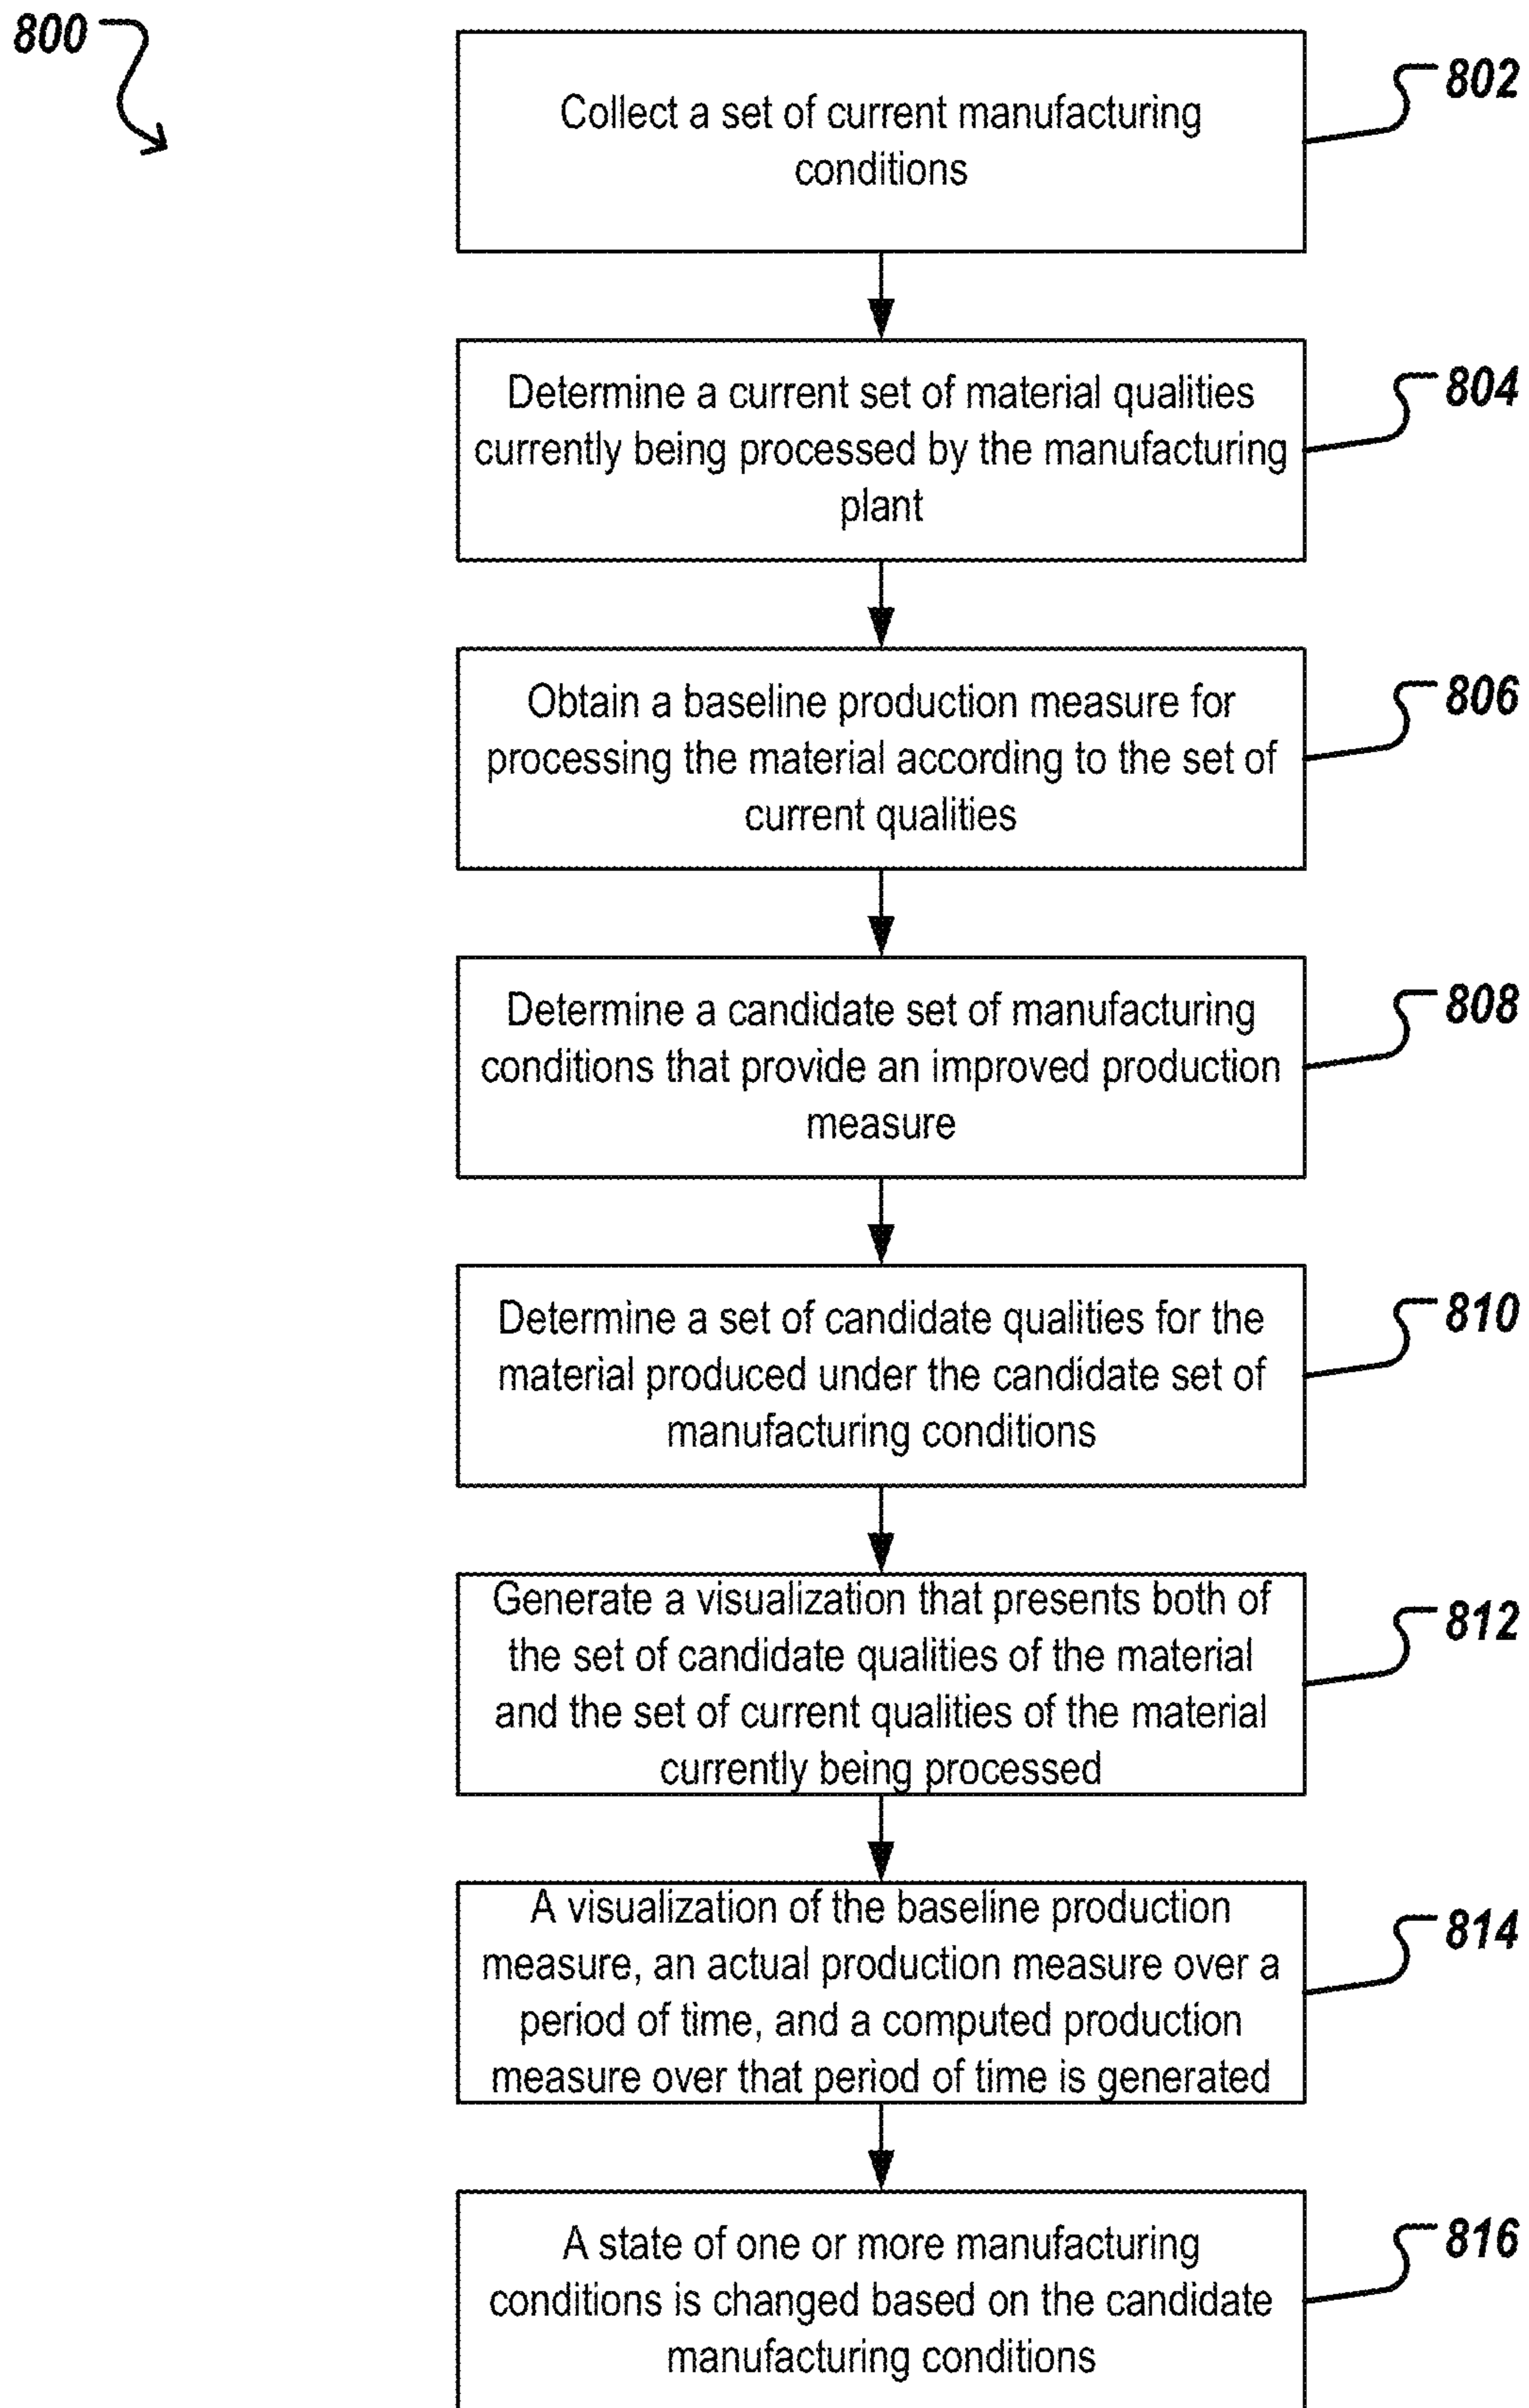 800
Collect a set of current manufacturing
conditions
802
Determine a current set of material qualities
currently being processed by the manufacturing
plant
804
Obtain a baseline production measure for
processing the material according to the set of
current qualities
806
Determine a candidate set of manufacturing
conditions that provide an improved production
measure
808
Determine a set of candidate qualities for the
material produced under the candidate set of
manufacturing conditions
810
Generate a visualization that presents both of
the set of candidate qualities of the material
and the set of current qualities of the material
currently being processed
812
A visualization of the baseline production
measure, an actual production measure over a
period of time, and a computed production
measure over that period of time is generated
814
A state of one or more manufacturing
conditions is changed based on the candidate
manufacturing conditions
816